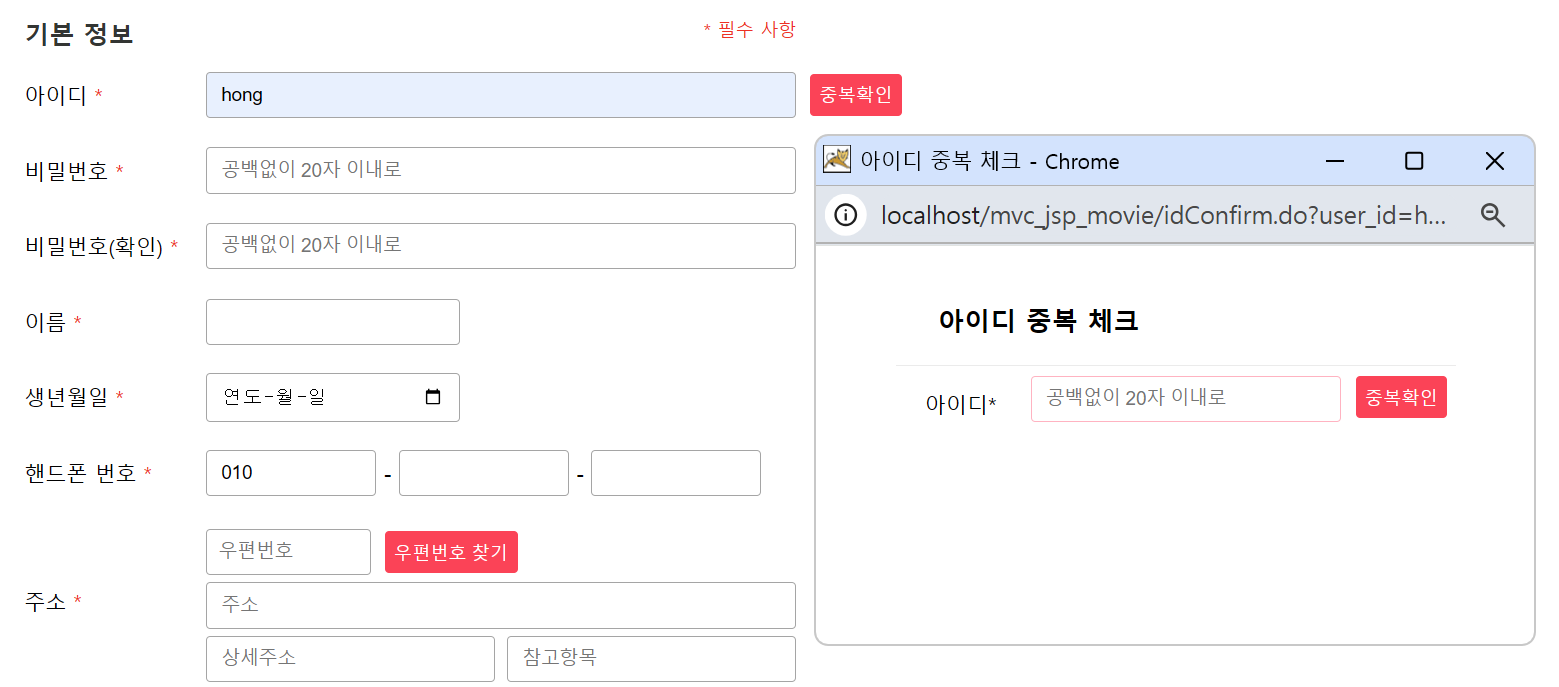 기본 정보
* 필수 사항
아이디 *
hong
중복확인
비밀번호 *
공백없이 20자 이내로
비밀번호(확인) *
공백없이 20자 이내로
이름 *
생년월일 *
연도-월-일
핸드폰 번호 *
010 - -
우편번호
우편번호 찾기
주소 *
주소
상세주소
참고항목
아이디 중복 체크 - Chrome
localhost/mvc_jsp_movie/idConfirm.do?user_id=h...
아이디 중복 체크
아이디*
공백없이 20자 이내로
중복확인